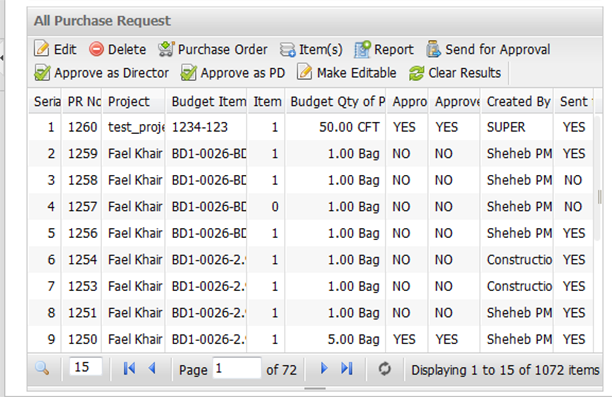 All Purchase Request
Edit Delete Purchase Order Item(s) Report Send for Approval
Approve as Director Approve as PD Make Editable Clear Results
Seria PR No Project Budget Item Item Budget Qty of P Appro Approve Created By Sent
1 1260 test_proje 1234-123 1 50.00 CFT YES YES SUPER YES
2 1259 Fael Khair BD1-0026-BD 1 1.00 Bag NO NO Sheheb PM YES
3 1258 Fael Khair BD1-0026-BD 1 1.00 Bag NO NO Sheheb PM NO
4 1257 Fael Khair BD1-0026-BD 0 1.00 Bag NO NO Sheheb PM NO
5 1256 Fael Khair BD1-0026-BD 1 1.00 Bag NO NO Sheheb PM YES
6 1254 Fael Khair BD1-0026-2. 1 1.00 Bag NO NO Constructio YES
7 1253 Fael Khair BD1-0026-2. 1 1.00 Bag NO NO Constructio YES
8 1251 Fael Khair BD1-0026-2. 1 1.00 Bag NO NO Sheheb PM YES
9 1250 Fael Khair BD1-0026-2. 1 5.00 Bag YES YES Sheheb PM YES
15 Page 1 of 72 Displaying 1 to 15 of 1072 items